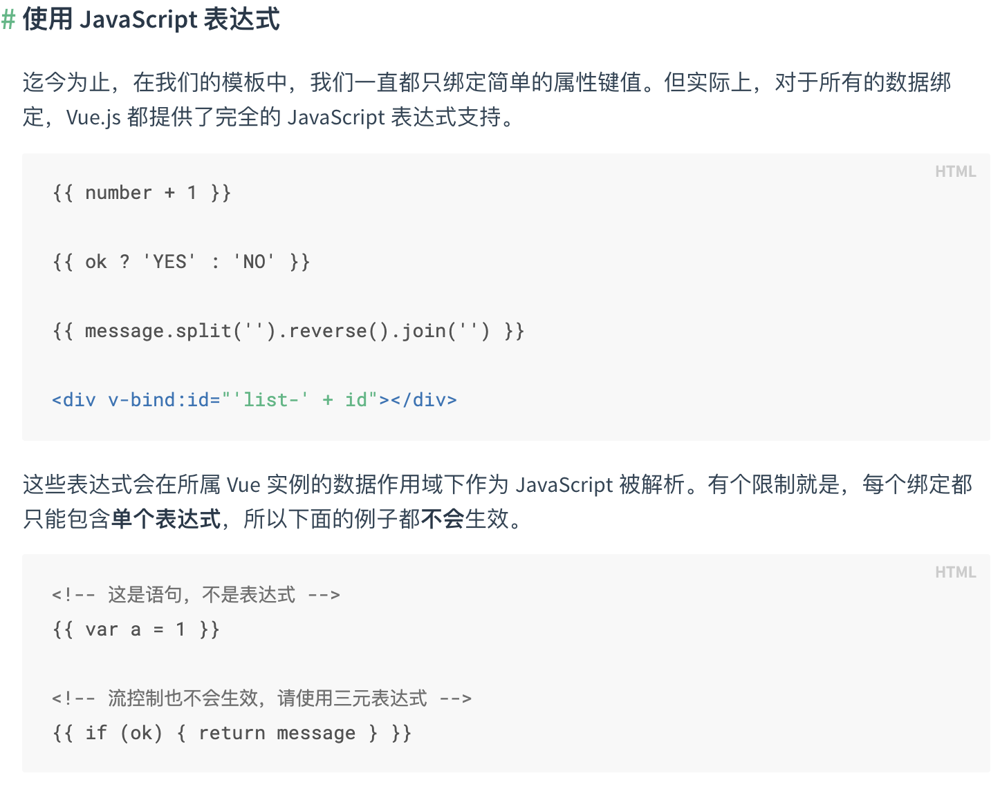 # 使用 JavaScript 表达式
迄今为止，在我们的模板中，我们一直都只绑定简单的属性键值。但实际上，对于所有的数据绑
定，Vue.js 都提供了完全的 JavaScript 表达式支持。
HTML
{{ number + 1 }}
{{ ok ? 'YES' : 'NO' }}
{{ message.split('').reverse().join('') }}
<div v-bind:id="'list-' + id"></div>
这些表达式会在所属 Vue 实例的数据作用域下作为 JavaScript 被解析。有个限制就是，每个绑定都
只能包含单个表达式，所以下面的例子都不会生效。
HTML
<!-- 这是语句，不是表达式 -->
{{ var a = 1 }}
<!-- 流控制也不会生效，请使用三元表达式 -->
{{ if (ok) { return message } }}